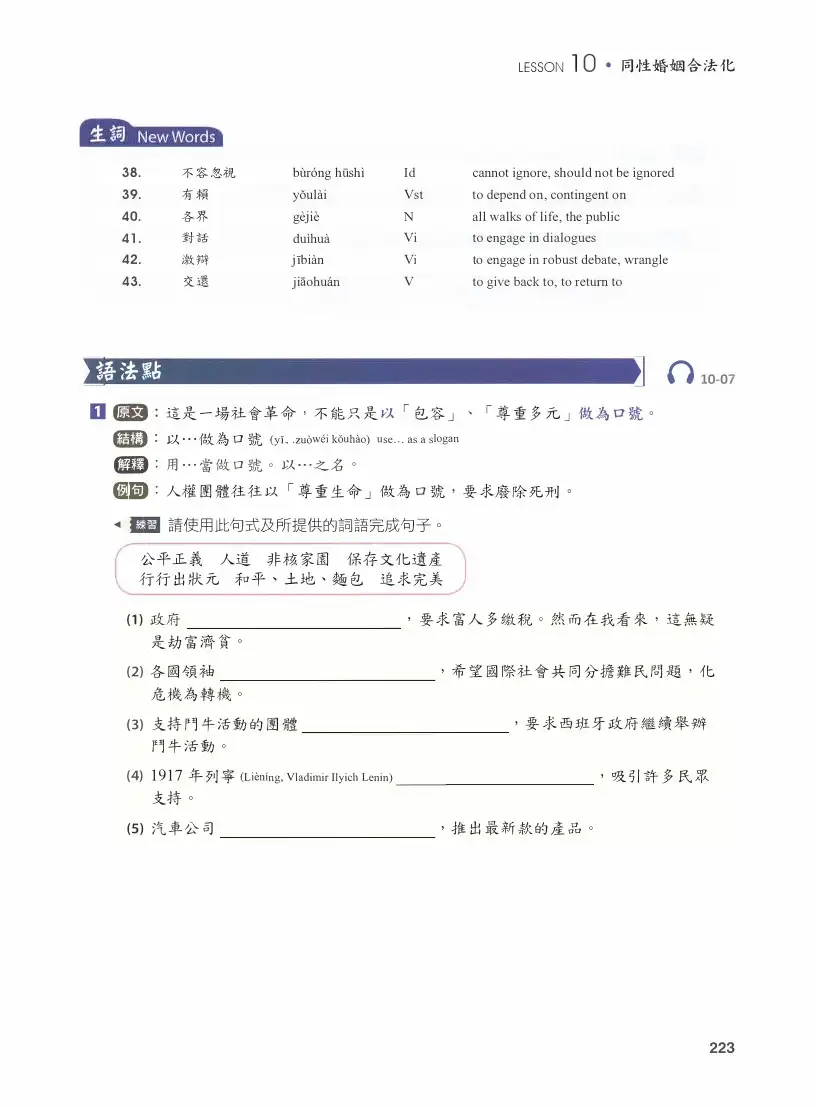 LESSON 10 • 同性婚姻合法化
生詞 New Words
38. 不容忽視 bùróng hūshì Id cannot ignore, should not be ignored
39. 有賴 yǒulài Vst to depend on, contingent on
40. 各界 gèjiè N all walks of life, the public
41. 對話 duìhuà Vi to engage in dialogues
42. 激辯 jībiàn Vi to engage in robust debate, wrangle
43. 交還 jiāohuán V to give back to, to return to
語法點 10-07
1 原文：這是一場社會革命，不能只是以「包容」、「尊重多元」做為口號。
結構：以…做為口號 (yǐ…zuòwéi kǒuhào) use… as a slogan
解釋：用…當做口號。以…之名。
例句：人權團體往往以「尊重生命」做為口號，要求廢除死刑。
練習 請使用此句式及所提供的詞語完成句子。
公平正義 人道 非核家園 保存文化遺產
行行出狀元 和平、土地、麵包 追求完美
(1) 政府 ，要求富人多繳稅。然而在我看來，這無疑
是劫富濟貧。
(2) 各國領袖 ，希望國際社會共同分擔難民問題，化
危機為轉機。
(3) 支持鬥牛活動的團體 ，要求西班牙政府繼續舉辦
鬥牛活動。
(4) 1917 年列寧 (Lièníng, Vladimir Ilyich Lenin) ，吸引許多民眾
支持。
(5) 汽車公司 ，推出最新款的產品。
223